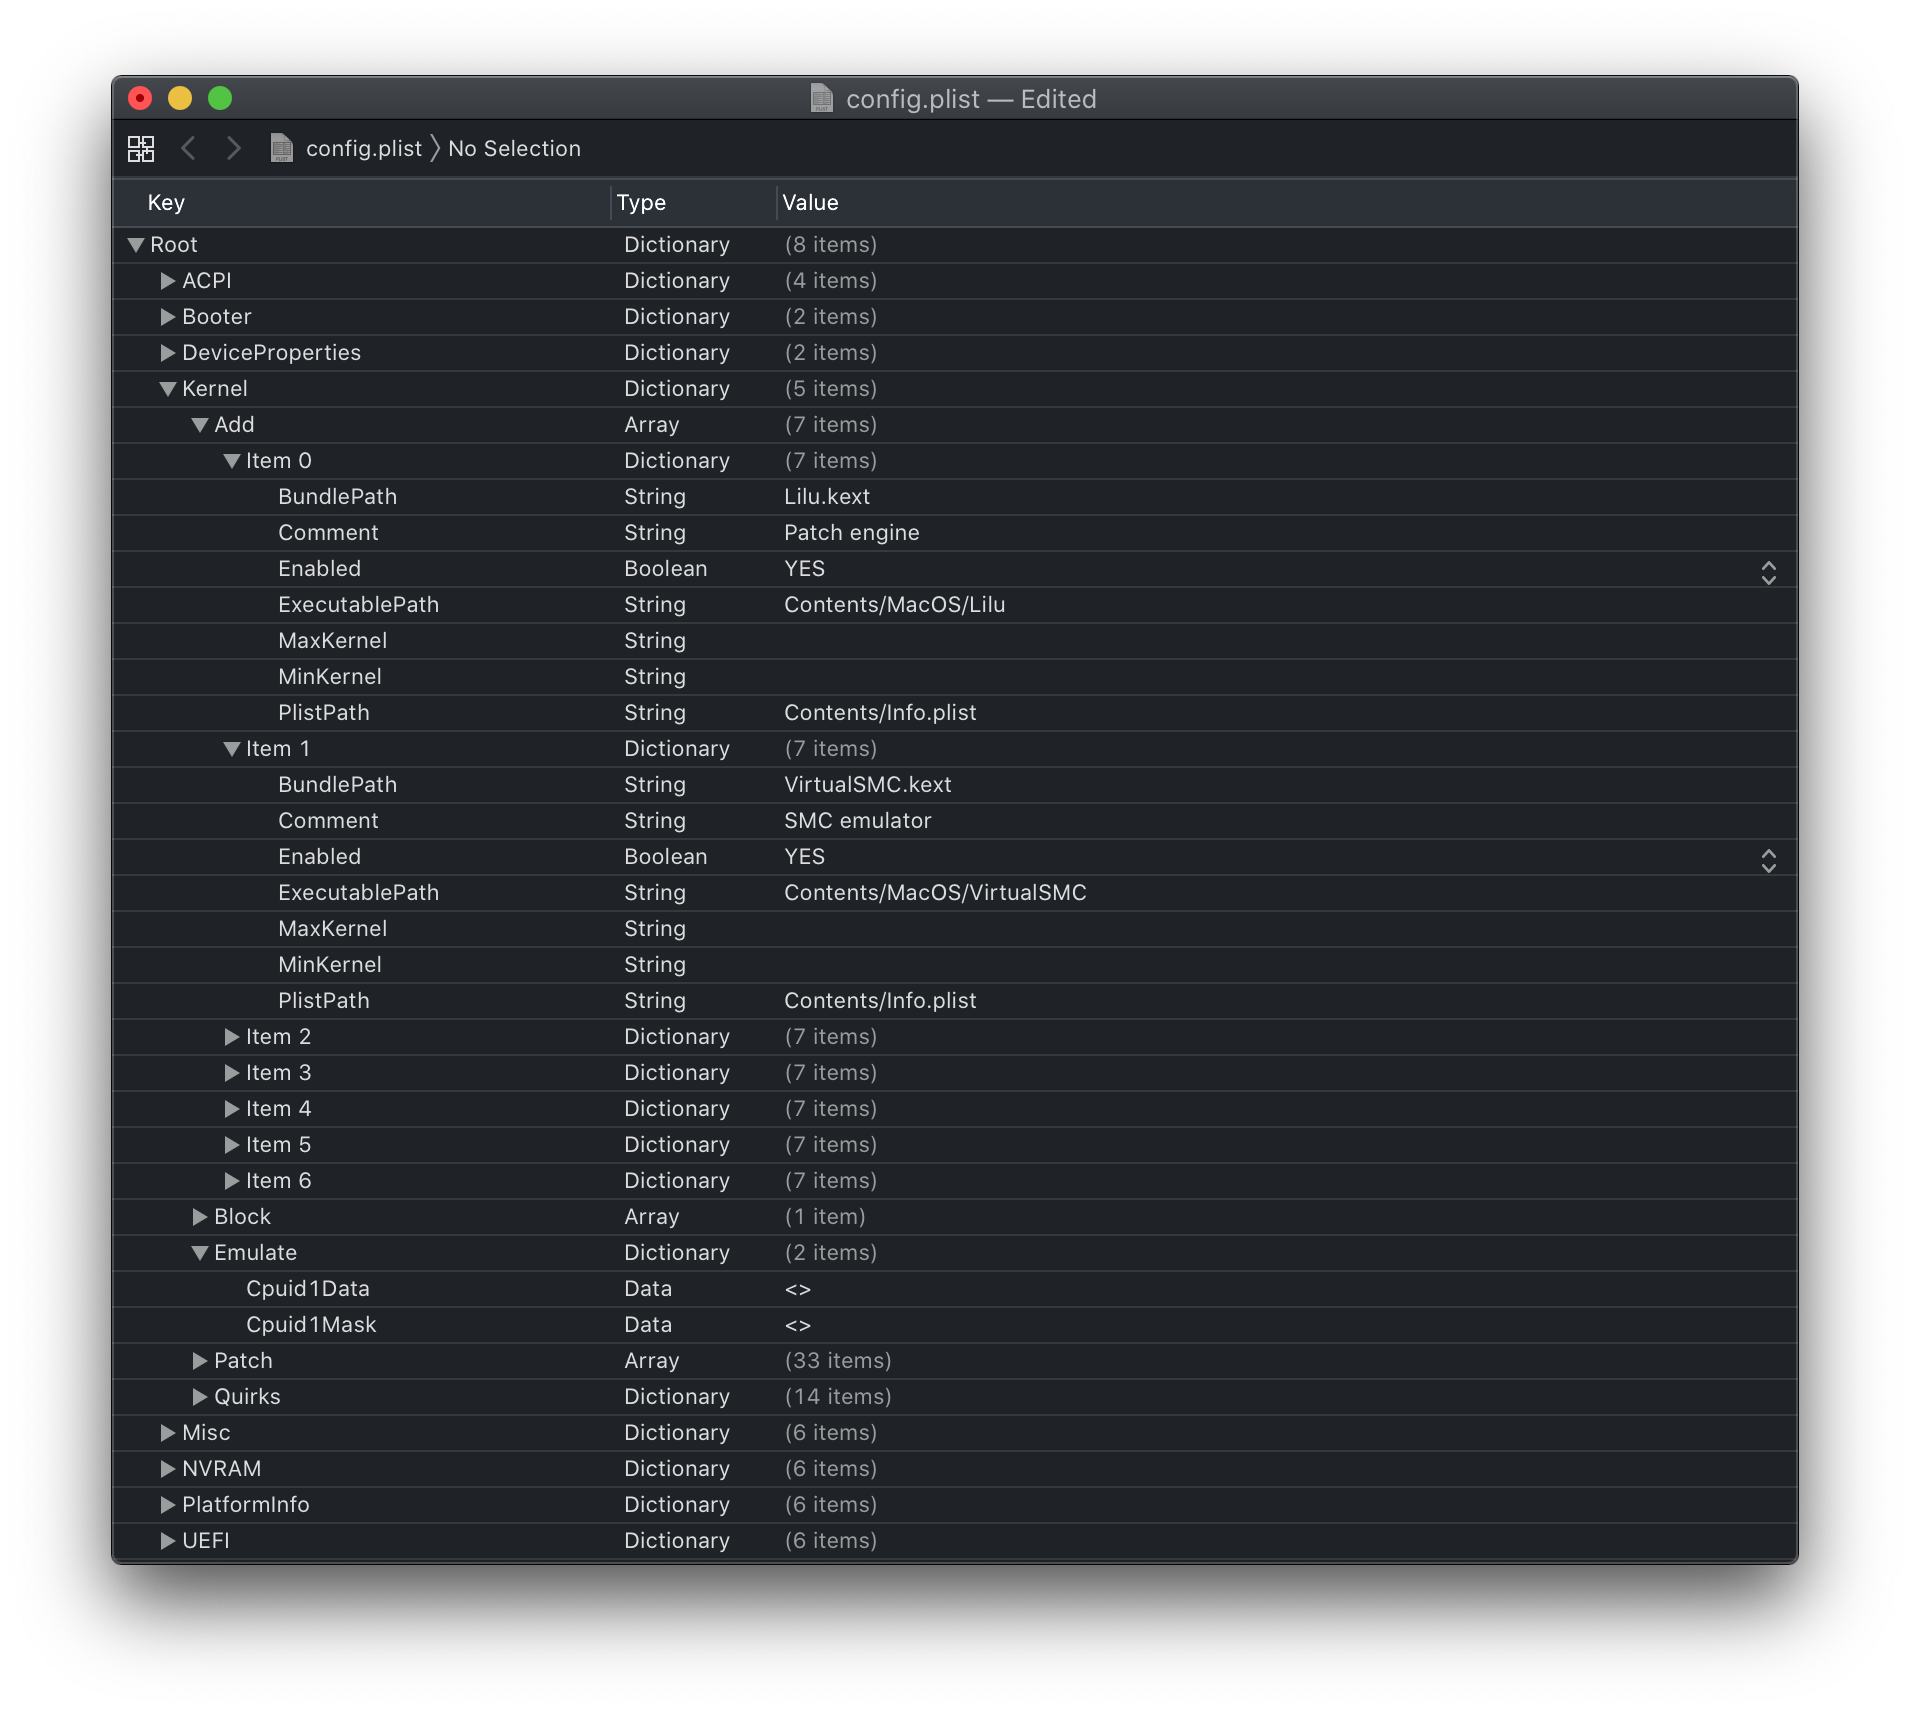 config.plist — Edited
config.plist 〉 No Selection
Key Type Value
Root Dictionary (8 items)
ACPI Dictionary (4 items)
Booter Dictionary (2 items)
DeviceProperties Dictionary (2 items)
Kernel Dictionary (5 items)
Add Array (7 items)
Item 0 Dictionary (7 items)
BundlePath String Lilu.kext
Comment String Patch engine
Enabled Boolean YES
ExecutablePath String Contents/MacOS/Lilu
MaxKernel String
MinKernel String
PlistPath String Contents/Info.plist
Item 1 Dictionary (7 items)
BundlePath String VirtualSMC.kext
Comment String SMC emulator
Enabled Boolean YES
ExecutablePath String Contents/MacOS/VirtualSMC
MaxKernel String
MinKernel String
PlistPath String Contents/Info.plist
Item 2 Dictionary (7 items)
Item 3 Dictionary (7 items)
Item 4 Dictionary (7 items)
Item 5 Dictionary (7 items)
Item 6 Dictionary (7 items)
Block Array (1 item)
Emulate Dictionary (2 items)
Cpuid1Data Data <>
Cpuid1Mask Data <>
Patch Array (33 items)
Quirks Dictionary (14 items)
Misc Dictionary (6 items)
NVRAM Dictionary (6 items)
PlatformInfo Dictionary (6 items)
UEFI Dictionary (6 items)